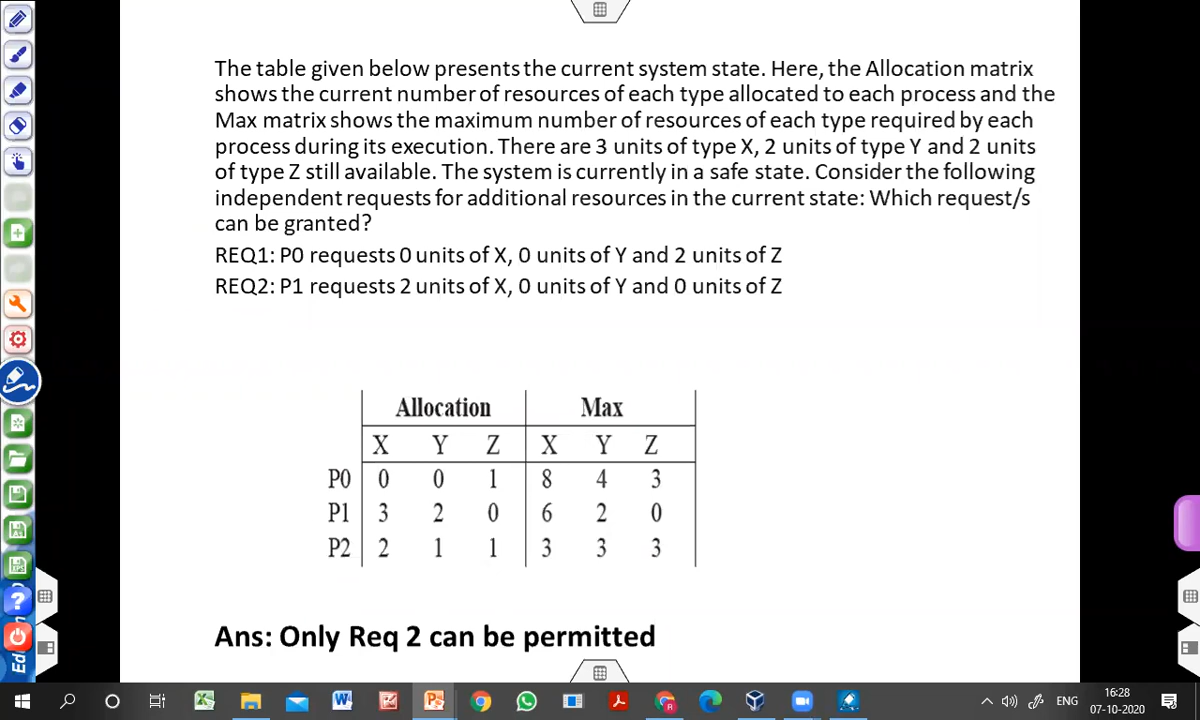 The table given below presents the current system state. Here, the Allocation matrix
shows the current number of resources of each type allocated to each process and the
Max matrix shows the maximum number of resources of each type required by each
process during its execution. There are 3 units of type X, 2 units of type Y and 2 units
of type Z still available. The system is currently in a safe state. Consider the following
independent requests for additional resources in the current state: Which request/s
can be granted?
REQ1: P0 requests 0 units of X, 0 units of Y and 2 units of Z
REQ2: P1 requests 2 units of X, 0 units of Y and 0 units of Z
Allocation Max
X Y Z X Y Z
P0 0 0 1 8 4 3
P1 3 2 0 6 2 0
P2 2 1 1 3 3 3
Ans: Only Req 2 can be permitted
ENG
16:28
07-10-2020